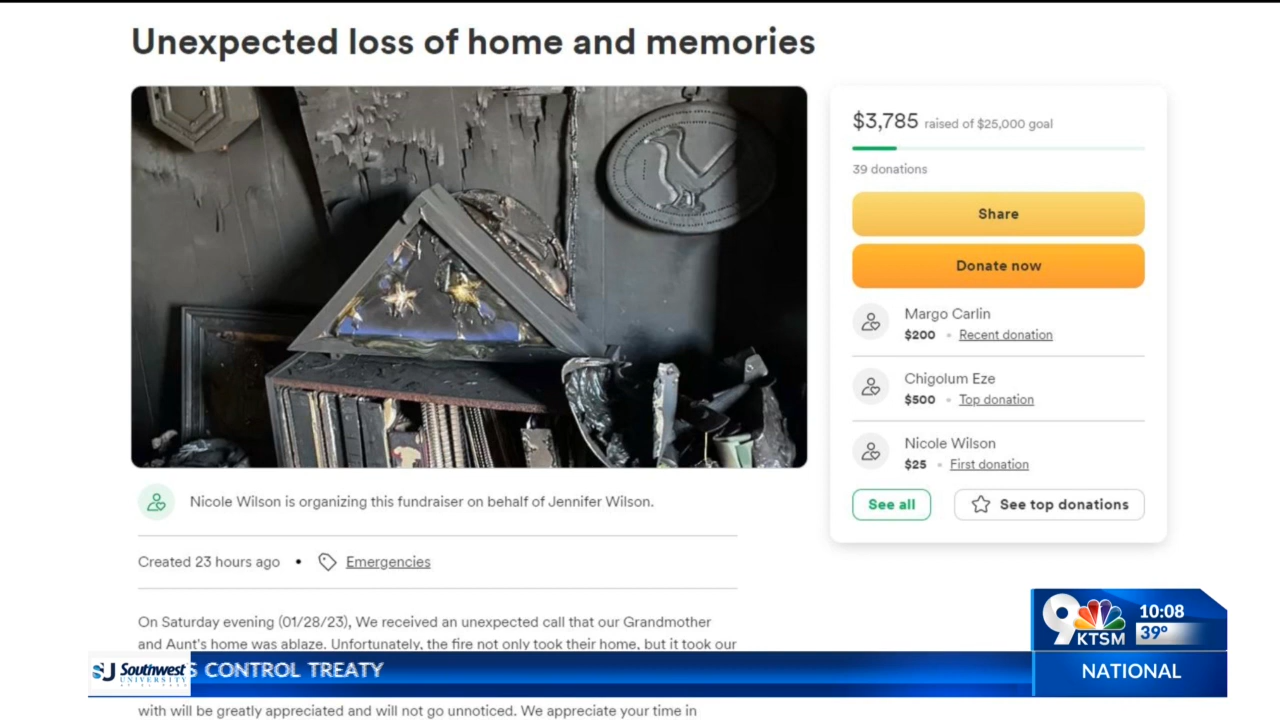 Unexpected loss of home and memories
$3,785 raised of $25,000 goal
39 donations
Share
Donate now
Margo Carlin
$200 • Recent donation
Chigolum Eze
$500 • Top donation
Nicole Wilson
$25 • First donation
See all
See top donations
Nicole Wilson is organizing this fundraiser on behalf of Jennifer Wilson.
Created 23 hours ago • Emergencies
On Saturday evening (01/28/23), We received an unexpected call that our Grandmother
and Aunt's home was ablaze. Unfortunately, the fire not only took their home, but it took our
9 KTSM
10:08
39°
SU Southwest
UNIVERSITY
S CONTROL TREATY
NATIONAL
with will be greatly appreciated and will not go unnoticed. We appreciate your time in